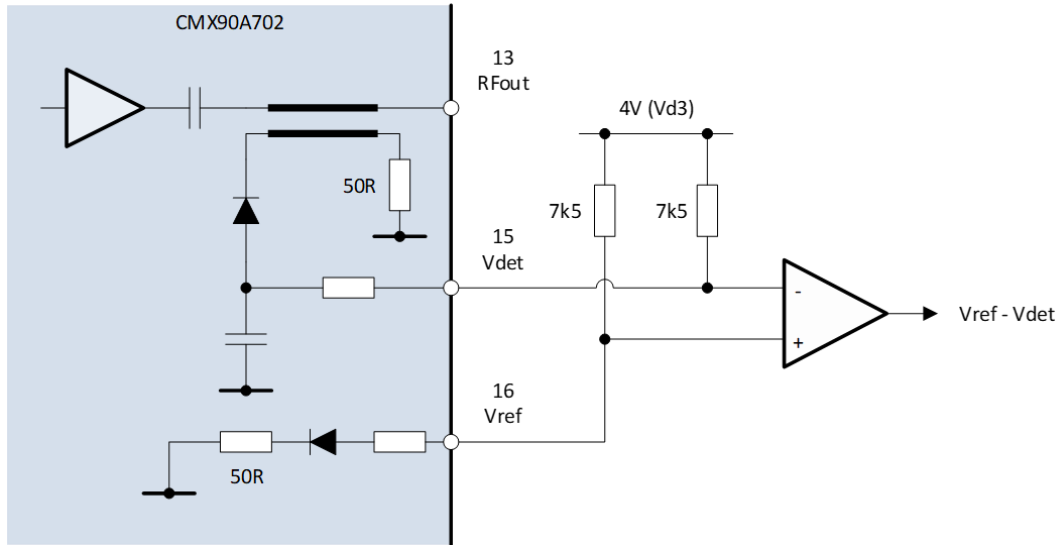 CMX90A702
13
RFout
4V (Vd3)
50R
7k5
7k5
15
Vdet
-
Vref - Vdet
+
16
Vref
50R